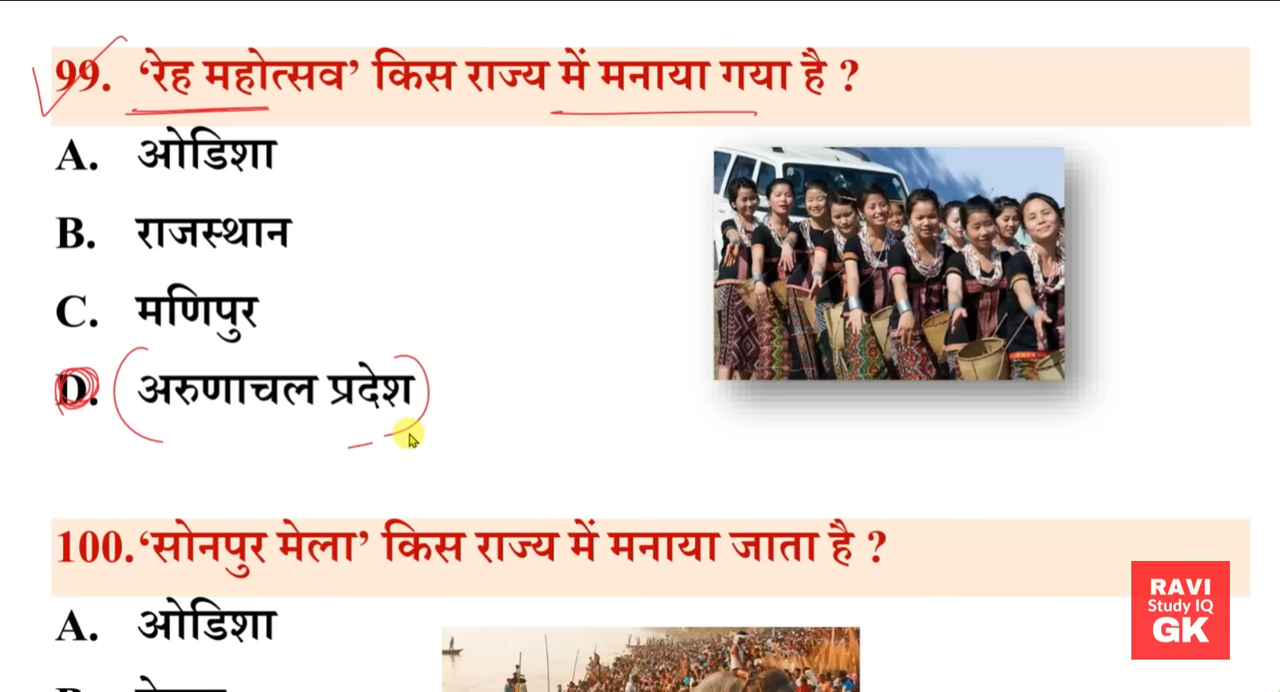 99. ‘रेह महोत्सव’ किस राज्य में मनाया गया है ?
A. ओडिशा
B. राजस्थान
C. मणिपुर
D. अरुणाचल प्रदेश
100. ‘सोनपुर मेला’ किस राज्य में मनाया जाता है ?
A. ओडिशा
RAVI
Study IQ
GK